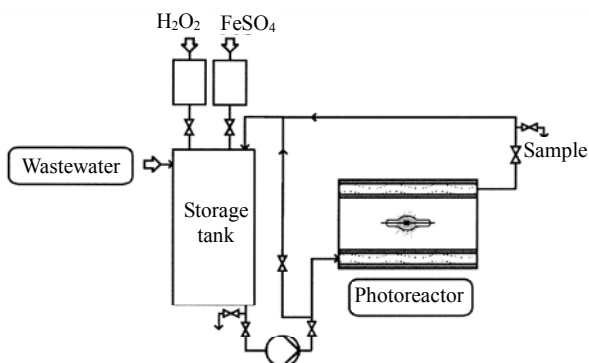 H₂O₂ FeSO₄
Wastewater
Sample
Storage
tank
Photoreactor